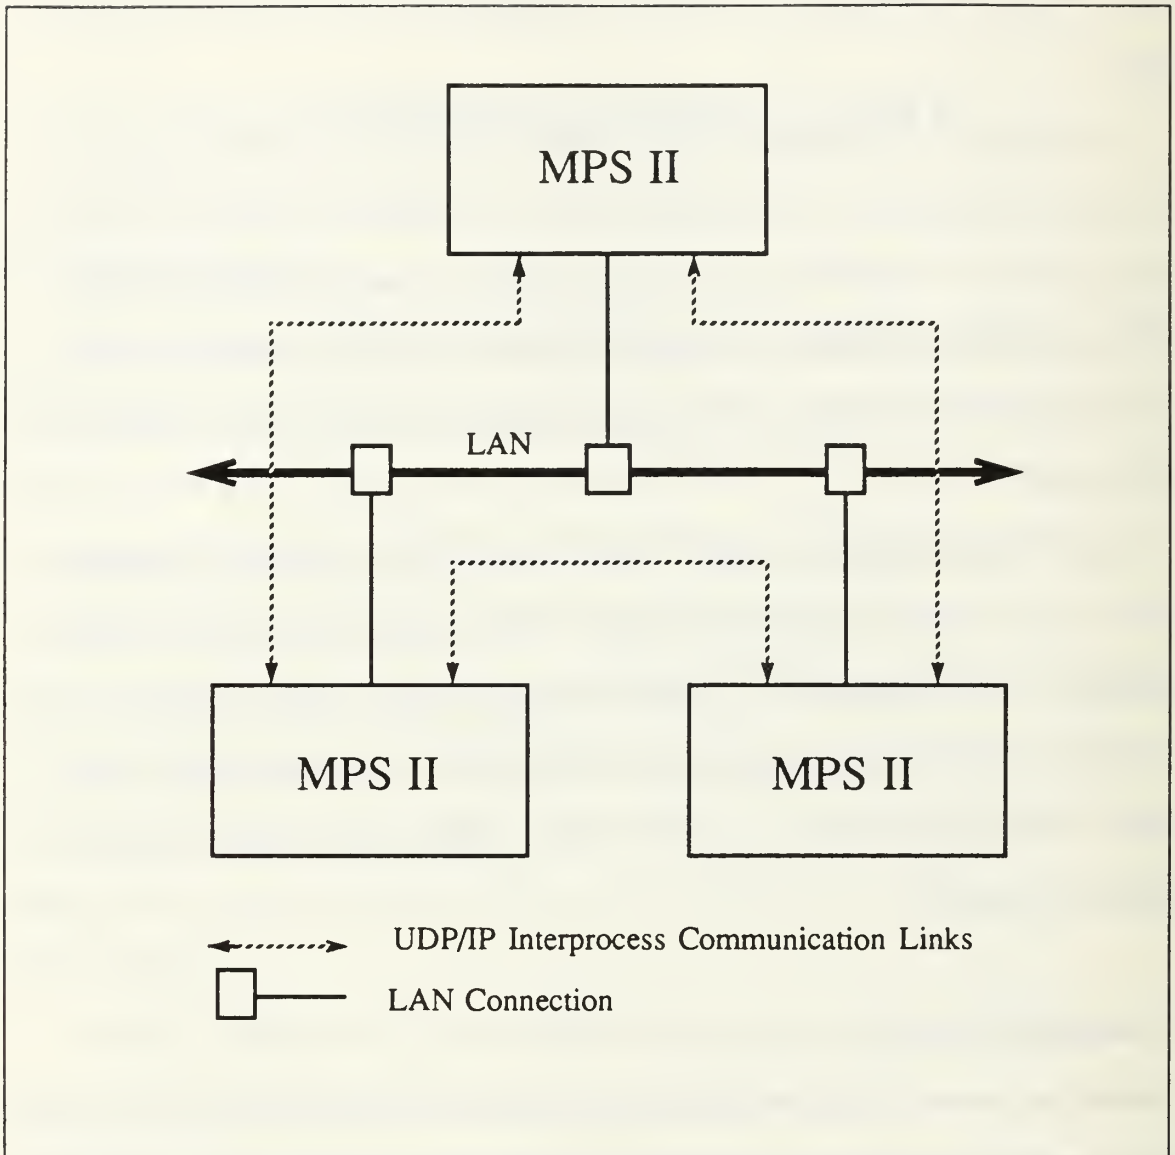 MPS II
LAN
MPS II
MPS II
UDP/IP Interprocess Communication Links
LAN Connection